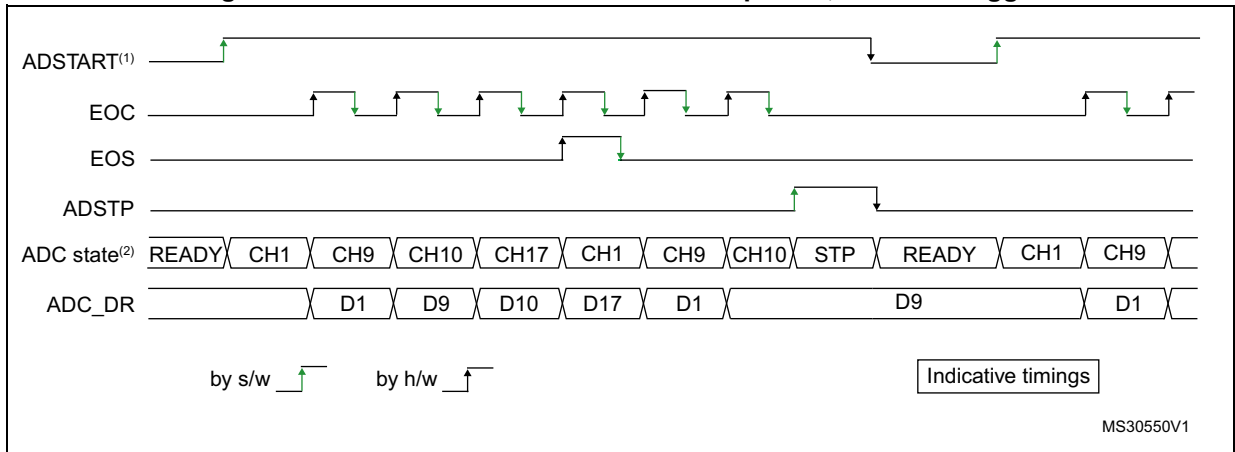 ADSTART(1)
EOC
EOS
ADSTP
ADC state(2) READY CH1 CH9 CH10 CH17 CH1 CH9 CH10 STP READY CH1 CH9
ADC_DR D1 D9 D10 D17 D1 D9 D1
by s/w by h/w Indicative timings
MS30550V1